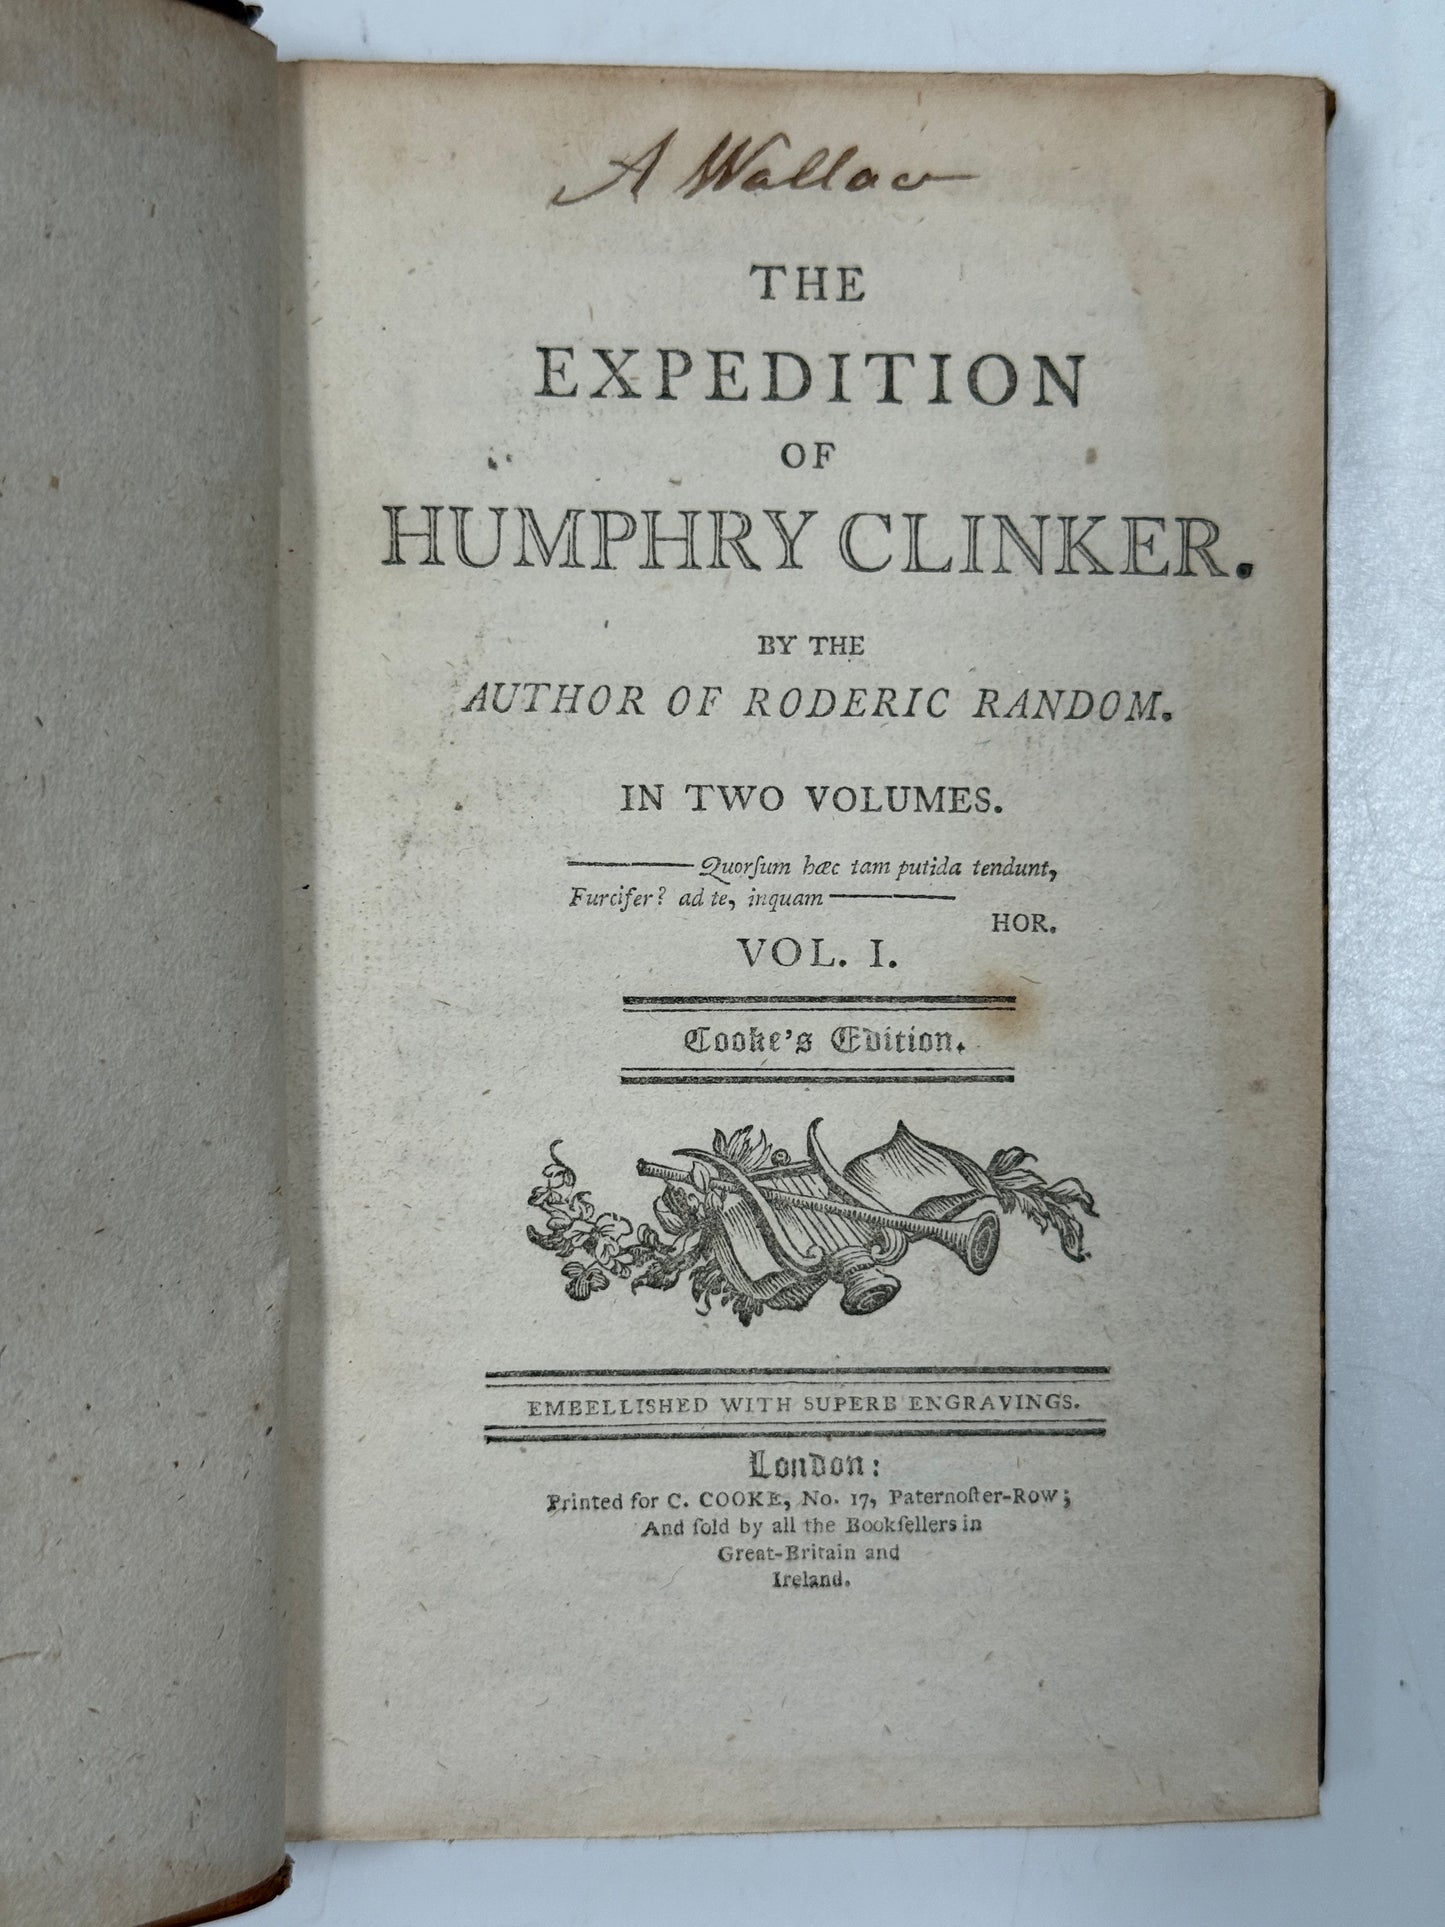 A Wallace
THE
EXPEDITION
OF
HUMPHRY CLINKER.
BY THE
AUTHOR OF RODERIC RANDOM.
IN TWO VOLUMES.
———— Quorſum hæc tam putida tendunt,
Furcifer? ad te, inquam ————
HOR.
VOL. I.
Cooke's Edition.
EMBELLISHED WITH SUPERB ENGRAVINGS.
London:
Printed for C. COOKE, No. 17, Paternoſter-Row;
And ſold by all the Bookſellers in
Great-Britain and
Ireland.